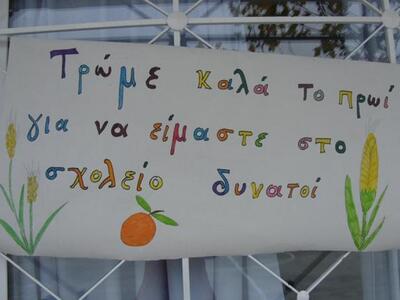 Τρώμε καλά το πρωί
για να είμαστε στο
σχολείο δυνατοί